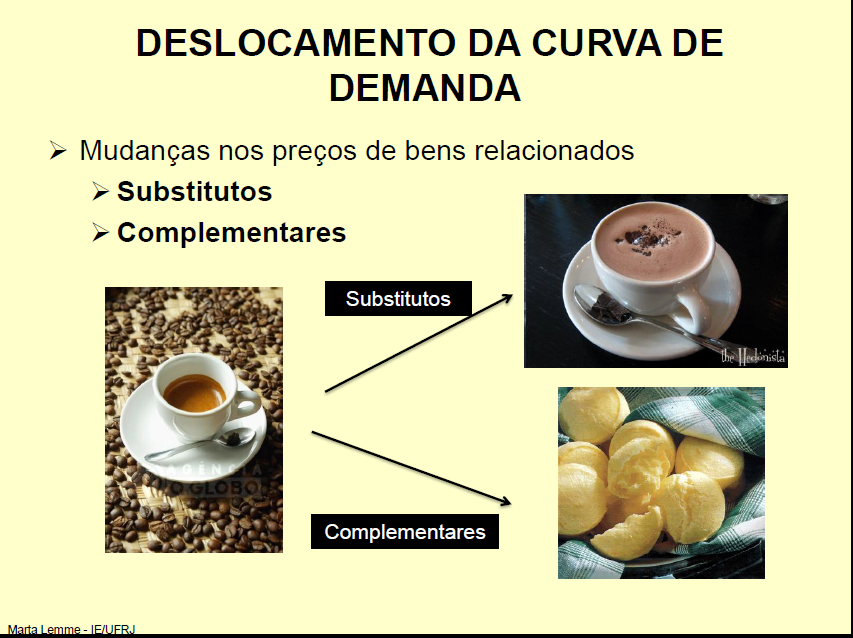 DESLOCAMENTO DA CURVA DE
DEMANDA
Mudanças nos preços de bens relacionados
Substitutos
Complementares
Substitutos
the Hedonista
AGÊNCIA
O GLOBO
Complementares
Marta Lemme - IE/UFRJ